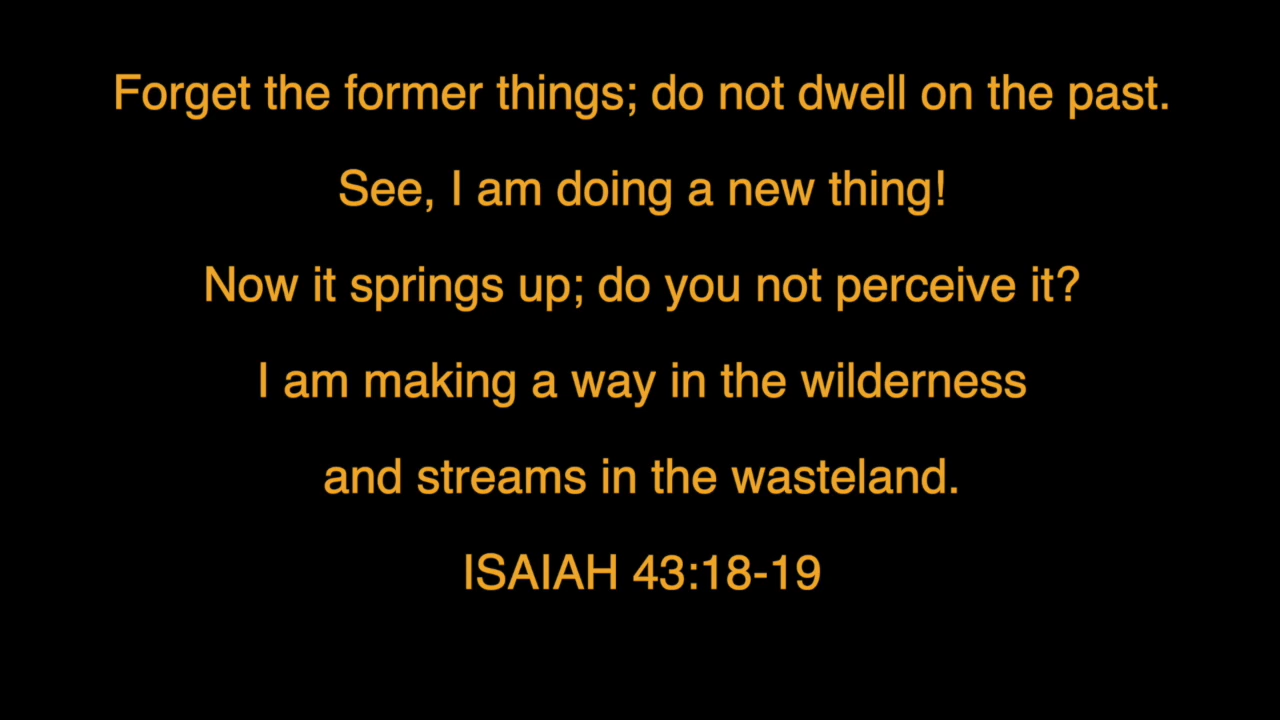 Forget the former things; do not dwell on the past.
See, I am doing a new thing!
Now it springs up; do you not perceive it?
I am making a way in the wilderness
and streams in the wasteland.
ISAIAH 43:18-19